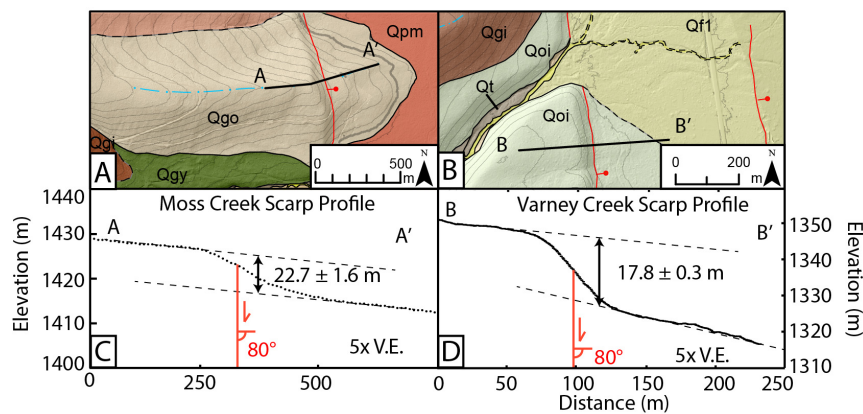 Qpm
A'
A
Qgo
Qgi
Qgy
A
0 500
m
N
Qgi
Qoi
Qf1
Qt
Qoi
B
B'
B
0 200
m
N
Moss Creek Scarp Profile
Elevation (m)
1440
1430
1420
1410
1400
A
A'
22.7 ± 1.6 m
80°
5x V.E.
C
0 250 500
Varney Creek Scarp Profile
B
B'
17.8 ± 0.3 m
80°
5x V.E.
D
1350
1340
1330
1320
1310
Elevation (m)
0 50 100 150 200 250
Distance (m)